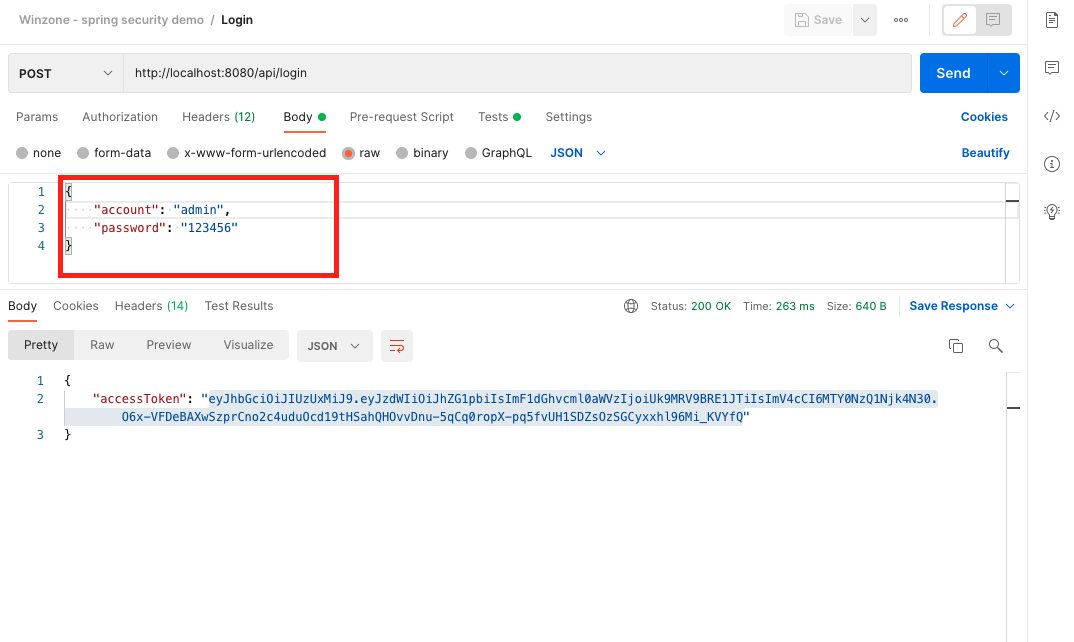 Winzone - spring security demo / Login
Save
POST
http://localhost:8080/api/login
Send
Params Authorization Headers (12) Body Pre-request Script Tests Settings Cookies
none form-data x-www-form-urlencoded raw binary GraphQL JSON Beautify
1 {
2 "account": "admin",
3 "password": "123456"
4 }
Body Cookies Headers (14) Test Results Status: 200 OK Time: 263 ms Size: 640 B Save Response
Pretty Raw Preview Visualize JSON
1 {
2 "accessToken": "eyJhbGciOiJIUzUxMiJ9.eyJzdWIiOiJhZG1pbiIsImF1dGhvcml0aWVzIjoiUk9MRV9BRE1JTiIsImV4cCI6MTY0NzQ1Njk4N30.
O6x-VFDeBAXwSzprCno2c4uduOcd19tHSahQHOvvDnu-5qCq0ropX-pq5fvUH1SDZsOzSGCyxxhl96Mi_KVYfQ"
3 }